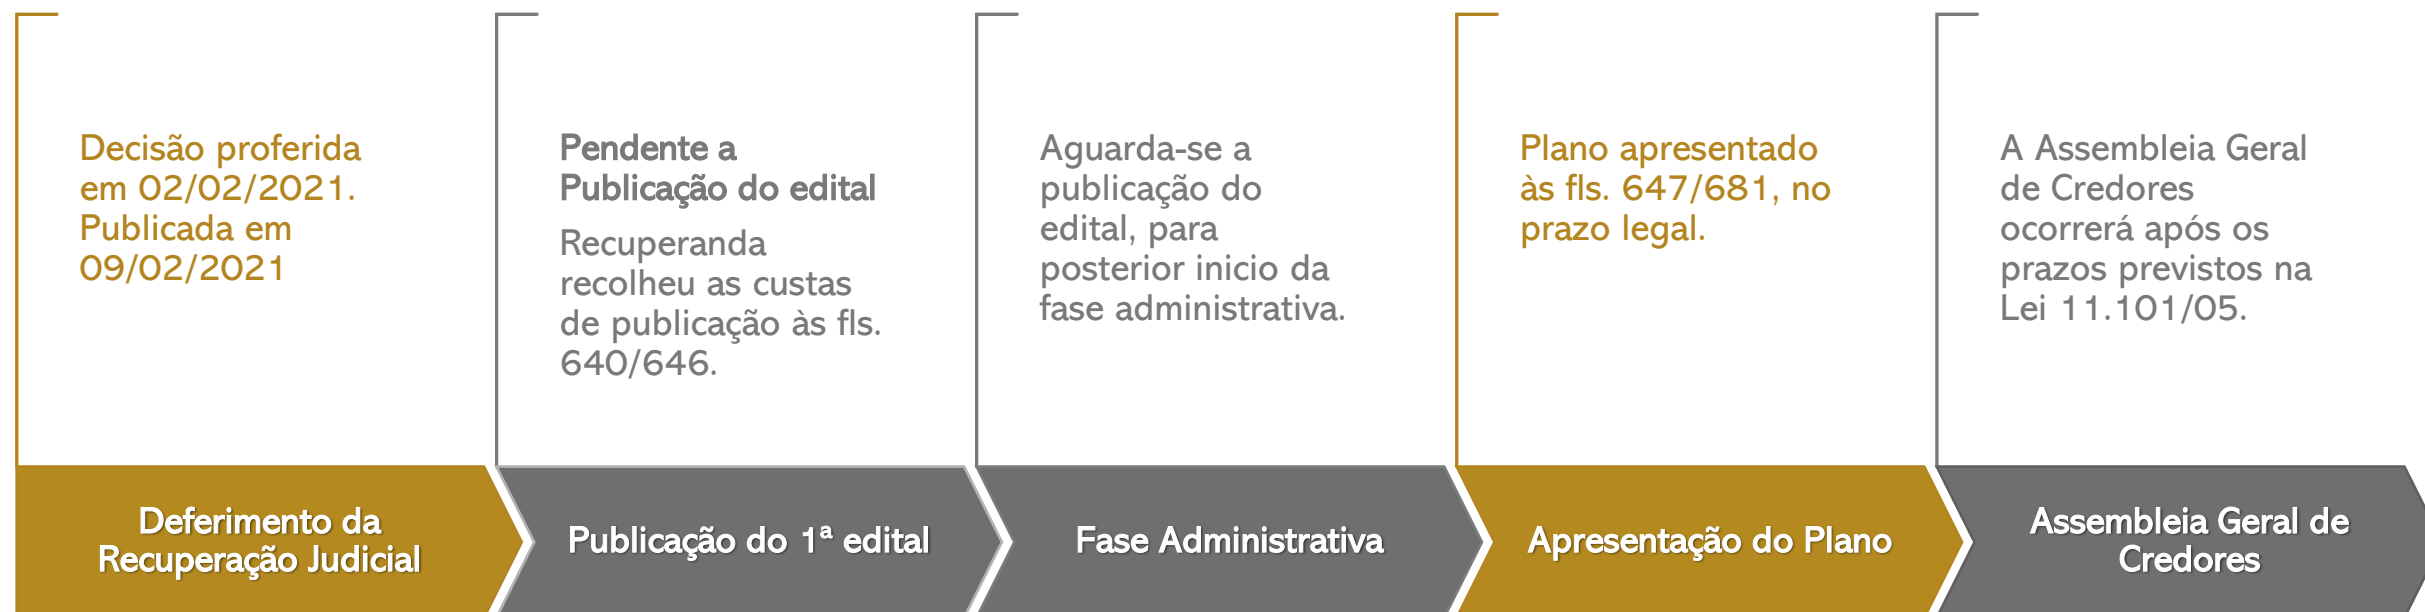 Decisão proferida
em 02/02/2021.
Publicada em
09/02/2021
Pendente a
Publicação do edital
Recuperanda
recolheu as custas
de publicação às fls.
640/646.
Aguarda-se a
publicação do
edital, para
posterior inicio da
fase administrativa.
Plano apresentado
às fls. 647/681, no
prazo legal.
A Assembleia Geral
de Credores
ocorrerá após os
prazos previstos na
Lei 11.101/05.
Deferimento da
Recuperação Judicial
Publicação do 1ª edital
Fase Administrativa
Apresentação do Plano
Assembleia Geral de
Credores